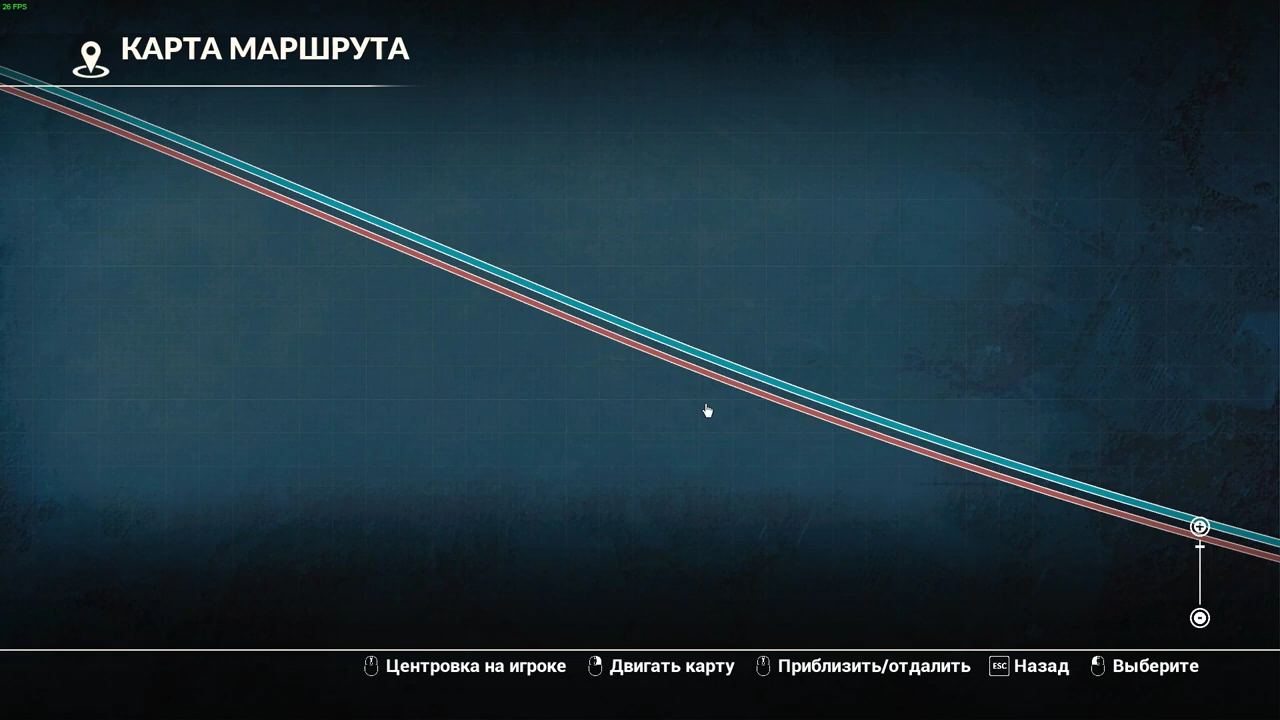 26 FPS
КАРТА МАРШРУТА
Центровка на игроке Двигать карту Приблизить/отдалить ESC Назад Выберите